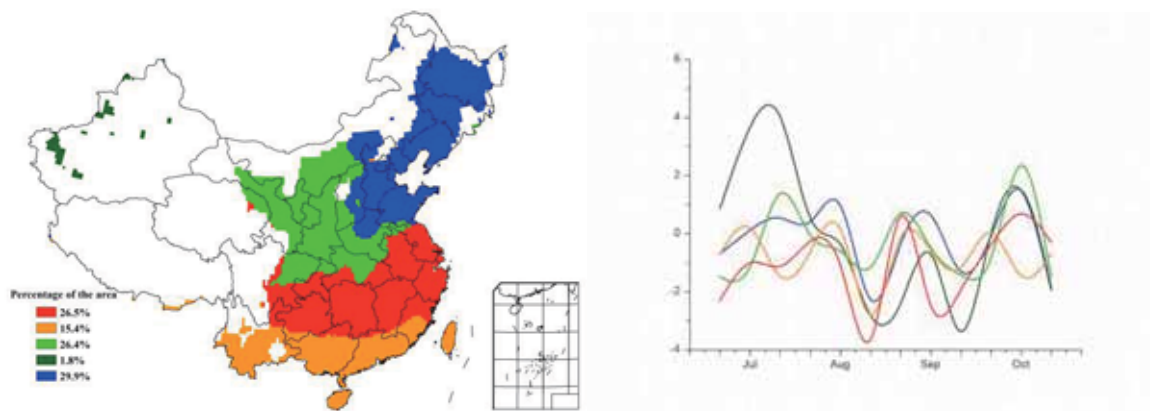 Percentage of the area
26.5%
15.4%
26.4%
1.8%
29.9%
6
4
2
-0
-2
-4
Jul
Aug
Sep
Oct